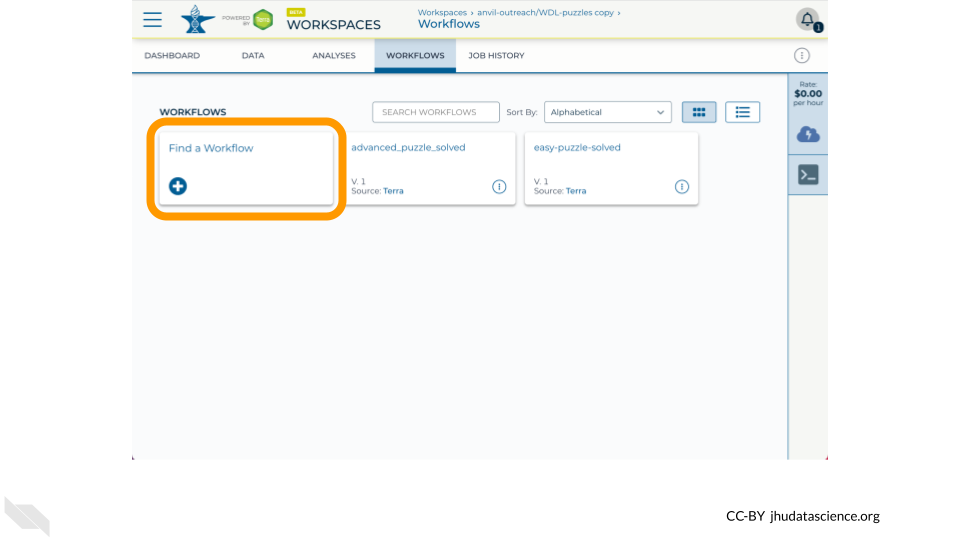 POWERED BY Terra
BETA
WORKSPACES
Workspaces › anvil-outreach/WDL-puzzles copy ›
Workflows
1
DASHBOARD DATA ANALYSES WORKFLOWS JOB HISTORY
Rate:
$0.00
per hour
WORKFLOWS SEARCH WORKFLOWS Sort By: Alphabetical
Find a Workflow
advanced_puzzle_solved
V. 1
Source: Terra
easy-puzzle-solved
V. 1
Source: Terra
CC-BY jhudatascience.org